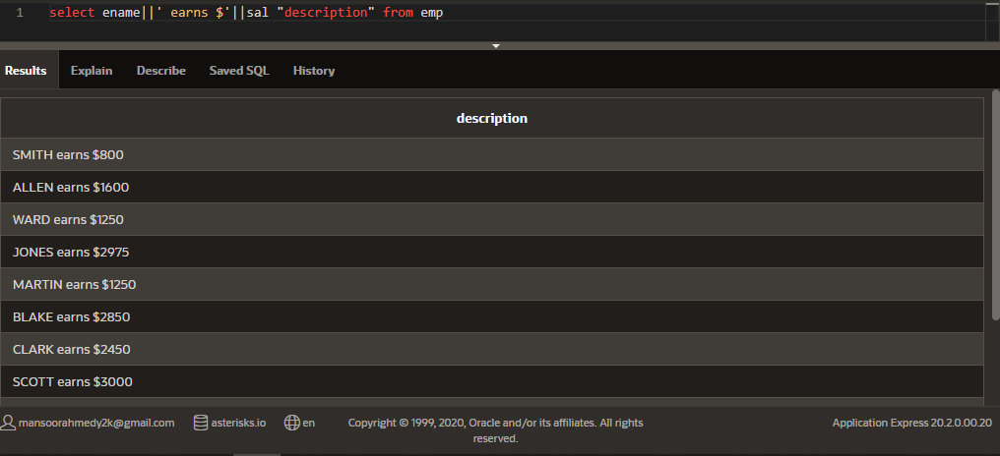 1 select ename||' earns $'||sal "description" from emp
Results Explain Describe Saved SQL History
description
SMITH earns $800
ALLEN earns $1600
WARD earns $1250
JONES earns $2975
MARTIN earns $1250
BLAKE earns $2850
CLARK earns $2450
SCOTT earns $3000
mansoorahmedy2k@gmail.com asterisks.io en Copyright © 1999, 2020, Oracle and/or its affiliates. All rights Application Express 20.2.0.00.20
reserved.